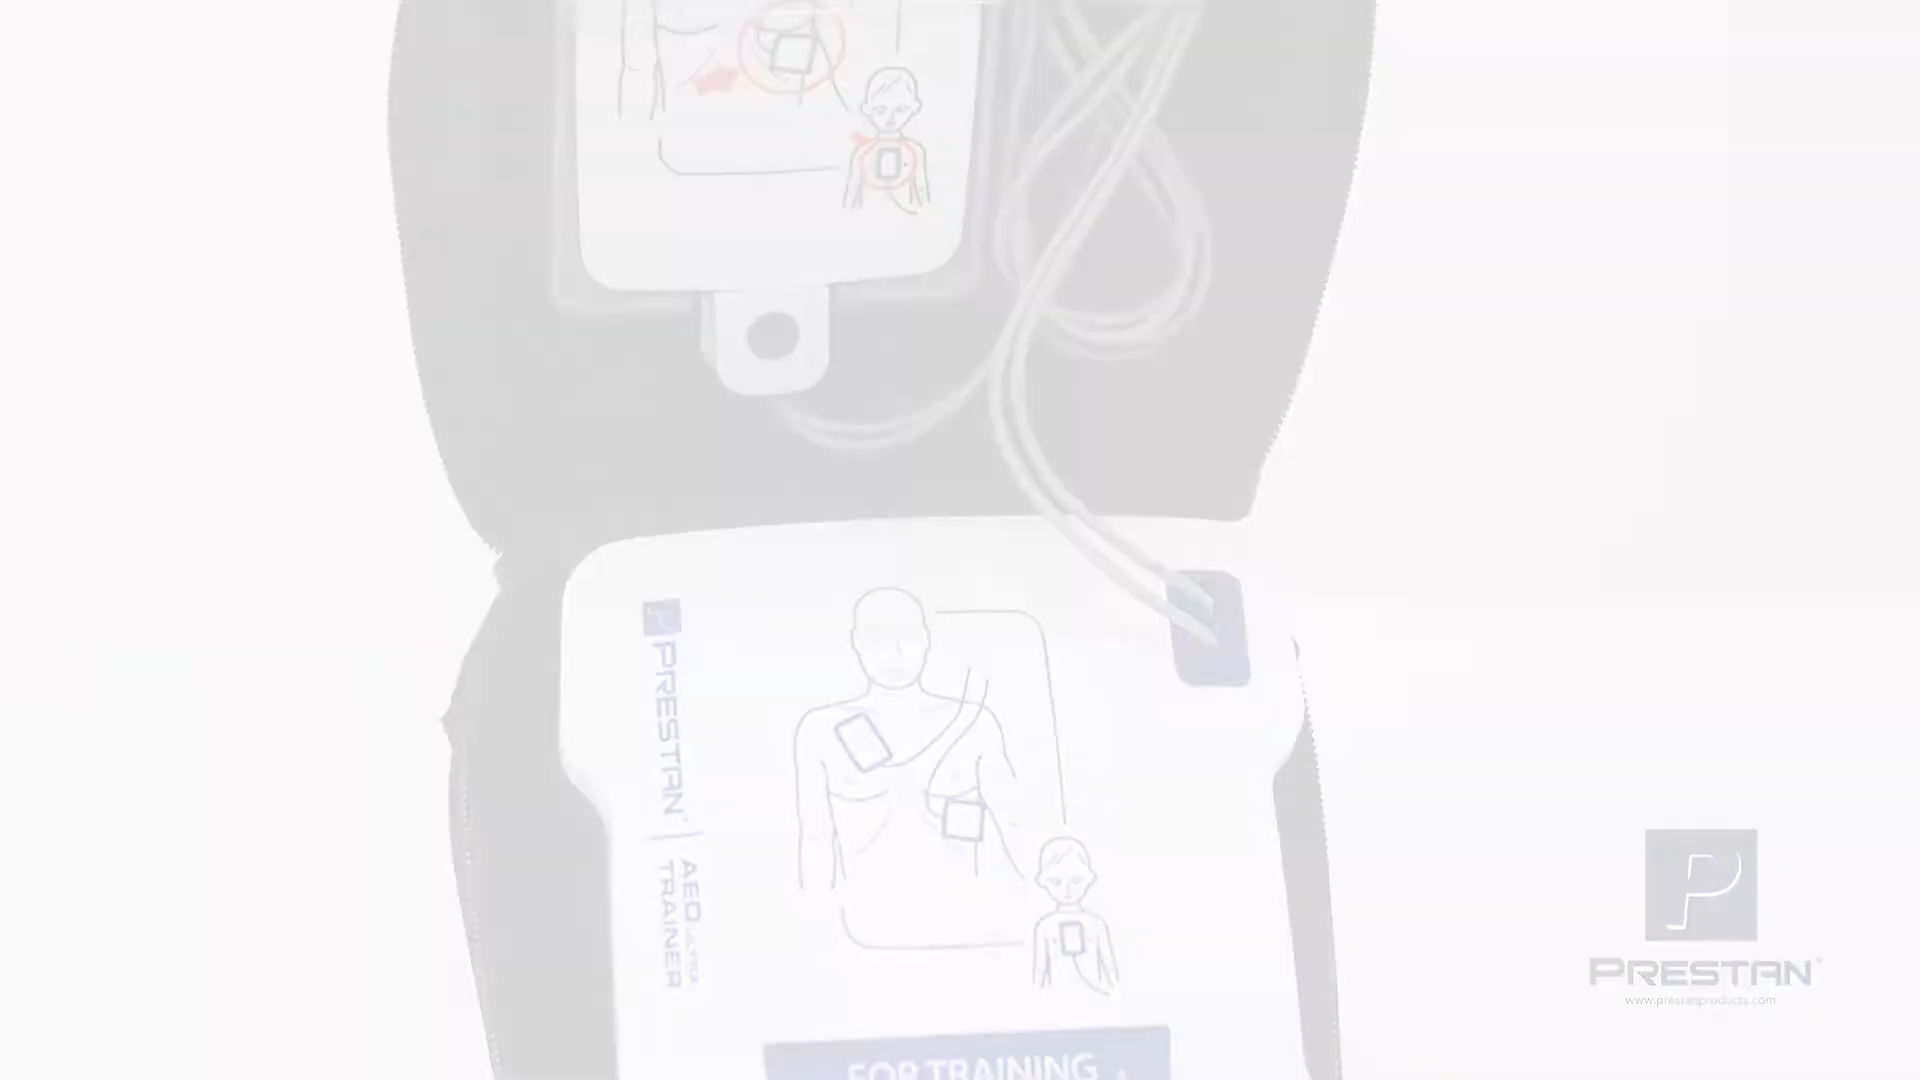 PRESTAN
AED ULTRA
TRAINER
FOR TRAINING
PRESTAN
www.prestanproducts.com